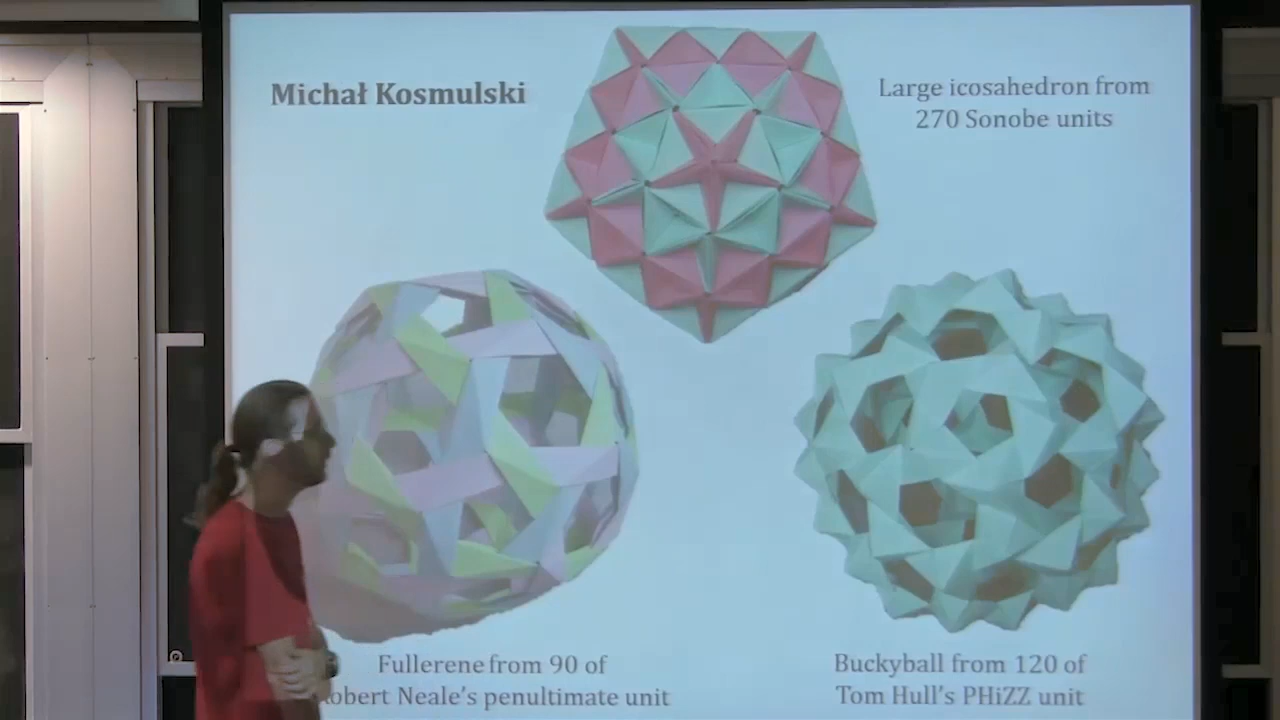 Michał Kosmulski
Large icosahedron from
270 Sonobe units
Fullerene from 90 of
Neale's penultimate unit
Buckyball from 120 of
Tom Hull's PHiZZ unit